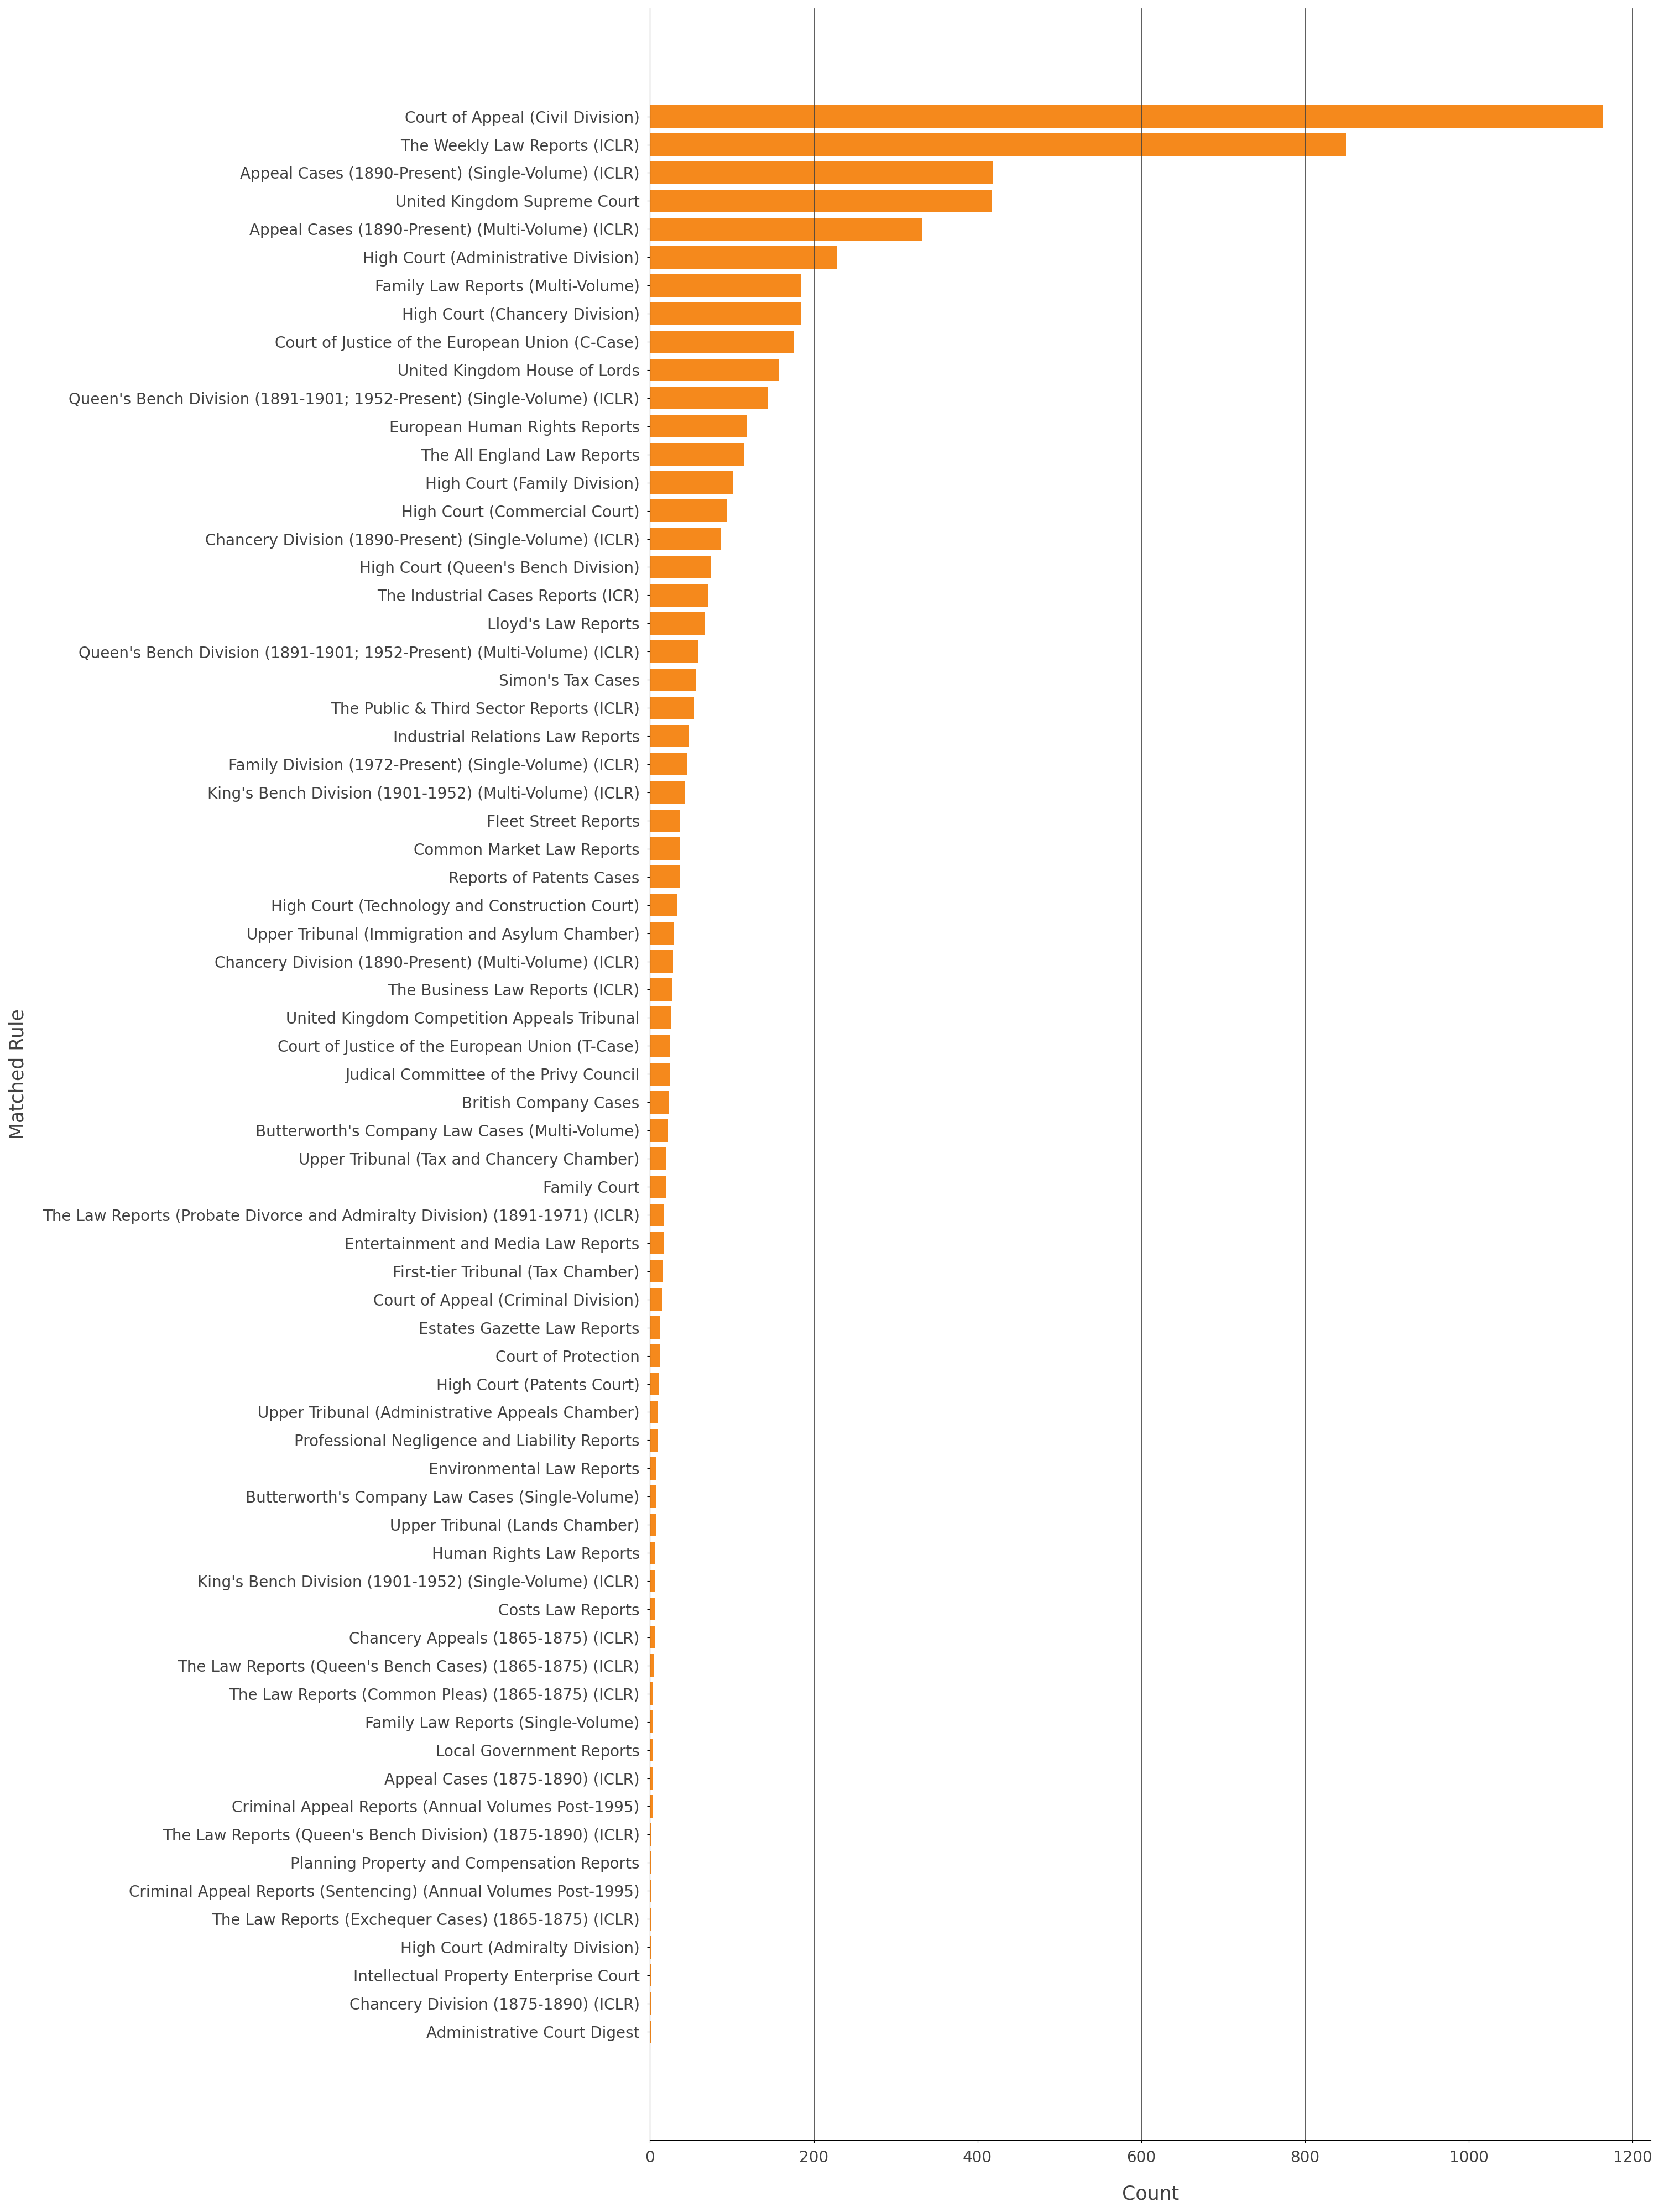 Court of Appeal (Civil Division)
The Weekly Law Reports (ICLR)
Appeal Cases (1890-Present) (Single-Volume) (ICLR)
United Kingdom Supreme Court
Appeal Cases (1890-Present) (Multi-Volume) (ICLR)
High Court (Administrative Division)
Family Law Reports (Multi-Volume)
High Court (Chancery Division)
Court of Justice of the European Union (C-Case)
United Kingdom House of Lords
Queen's Bench Division (1891-1901; 1952-Present) (Single-Volume) (ICLR)
European Human Rights Reports
The All England Law Reports
High Court (Family Division)
High Court (Commercial Court)
Chancery Division (1890-Present) (Single-Volume) (ICLR)
High Court (Queen's Bench Division)
The Industrial Cases Reports (ICR)
Lloyd's Law Reports
Queen's Bench Division (1891-1901; 1952-Present) (Multi-Volume) (ICLR)
Simon's Tax Cases
The Public & Third Sector Reports (ICLR)
Industrial Relations Law Reports
Family Division (1972-Present) (Single-Volume) (ICLR)
King's Bench Division (1901-1952) (Multi-Volume) (ICLR)
Fleet Street Reports
Common Market Law Reports
Reports of Patents Cases
High Court (Technology and Construction Court)
Upper Tribunal (Immigration and Asylum Chamber)
Chancery Division (1890-Present) (Multi-Volume) (ICLR)
The Business Law Reports (ICLR)
United Kingdom Competition Appeals Tribunal
Court of Justice of the European Union (T-Case)
Judical Committee of the Privy Council
British Company Cases
Butterworth's Company Law Cases (Multi-Volume)
Upper Tribunal (Tax and Chancery Chamber)
Family Court
The Law Reports (Probate Divorce and Admiralty Division) (1891-1971) (ICLR)
Entertainment and Media Law Reports
First-tier Tribunal (Tax Chamber)
Court of Appeal (Criminal Division)
Estates Gazette Law Reports
Court of Protection
High Court (Patents Court)
Upper Tribunal (Administrative Appeals Chamber)
Professional Negligence and Liability Reports
Environmental Law Reports
Butterworth's Company Law Cases (Single-Volume)
Upper Tribunal (Lands Chamber)
Human Rights Law Reports
King's Bench Division (1901-1952) (Single-Volume) (ICLR)
Costs Law Reports
Chancery Appeals (1865-1875) (ICLR)
The Law Reports (Queen's Bench Cases) (1865-1875) (ICLR)
The Law Reports (Common Pleas) (1865-1875) (ICLR)
Family Law Reports (Single-Volume)
Local Government Reports
Appeal Cases (1875-1890) (ICLR)
Criminal Appeal Reports (Annual Volumes Post-1995)
The Law Reports (Queen's Bench Division) (1875-1890) (ICLR)
Planning Property and Compensation Reports
Criminal Appeal Reports (Sentencing) (Annual Volumes Post-1995)
The Law Reports (Exchequer Cases) (1865-1875) (ICLR)
High Court (Admiralty Division)
Intellectual Property Enterprise Court
Chancery Division (1875-1890) (ICLR)
Administrative Court Digest
Matched Rule
0 200 400 600 800 1000 1200
Count